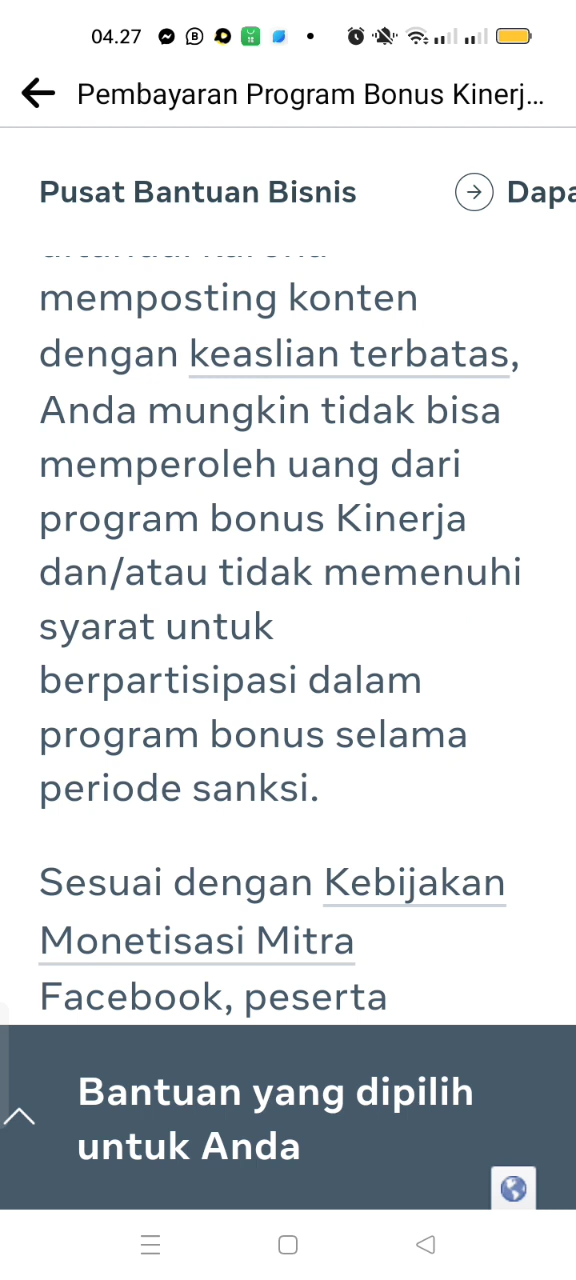 04.27
Pembayaran Program Bonus Kinerj...
Pusat Bantuan Bisnis
Dapa
memposting konten
dengan keaslian terbatas,
Anda mungkin tidak bisa
memperoleh uang dari
program bonus Kinerja
dan/atau tidak memenuhi
syarat untuk
berpartisipasi dalam
program bonus selama
periode sanksi.
Sesuai dengan Kebijakan
Monetisasi Mitra
Facebook, peserta
Bantuan yang dipilih
untuk Anda